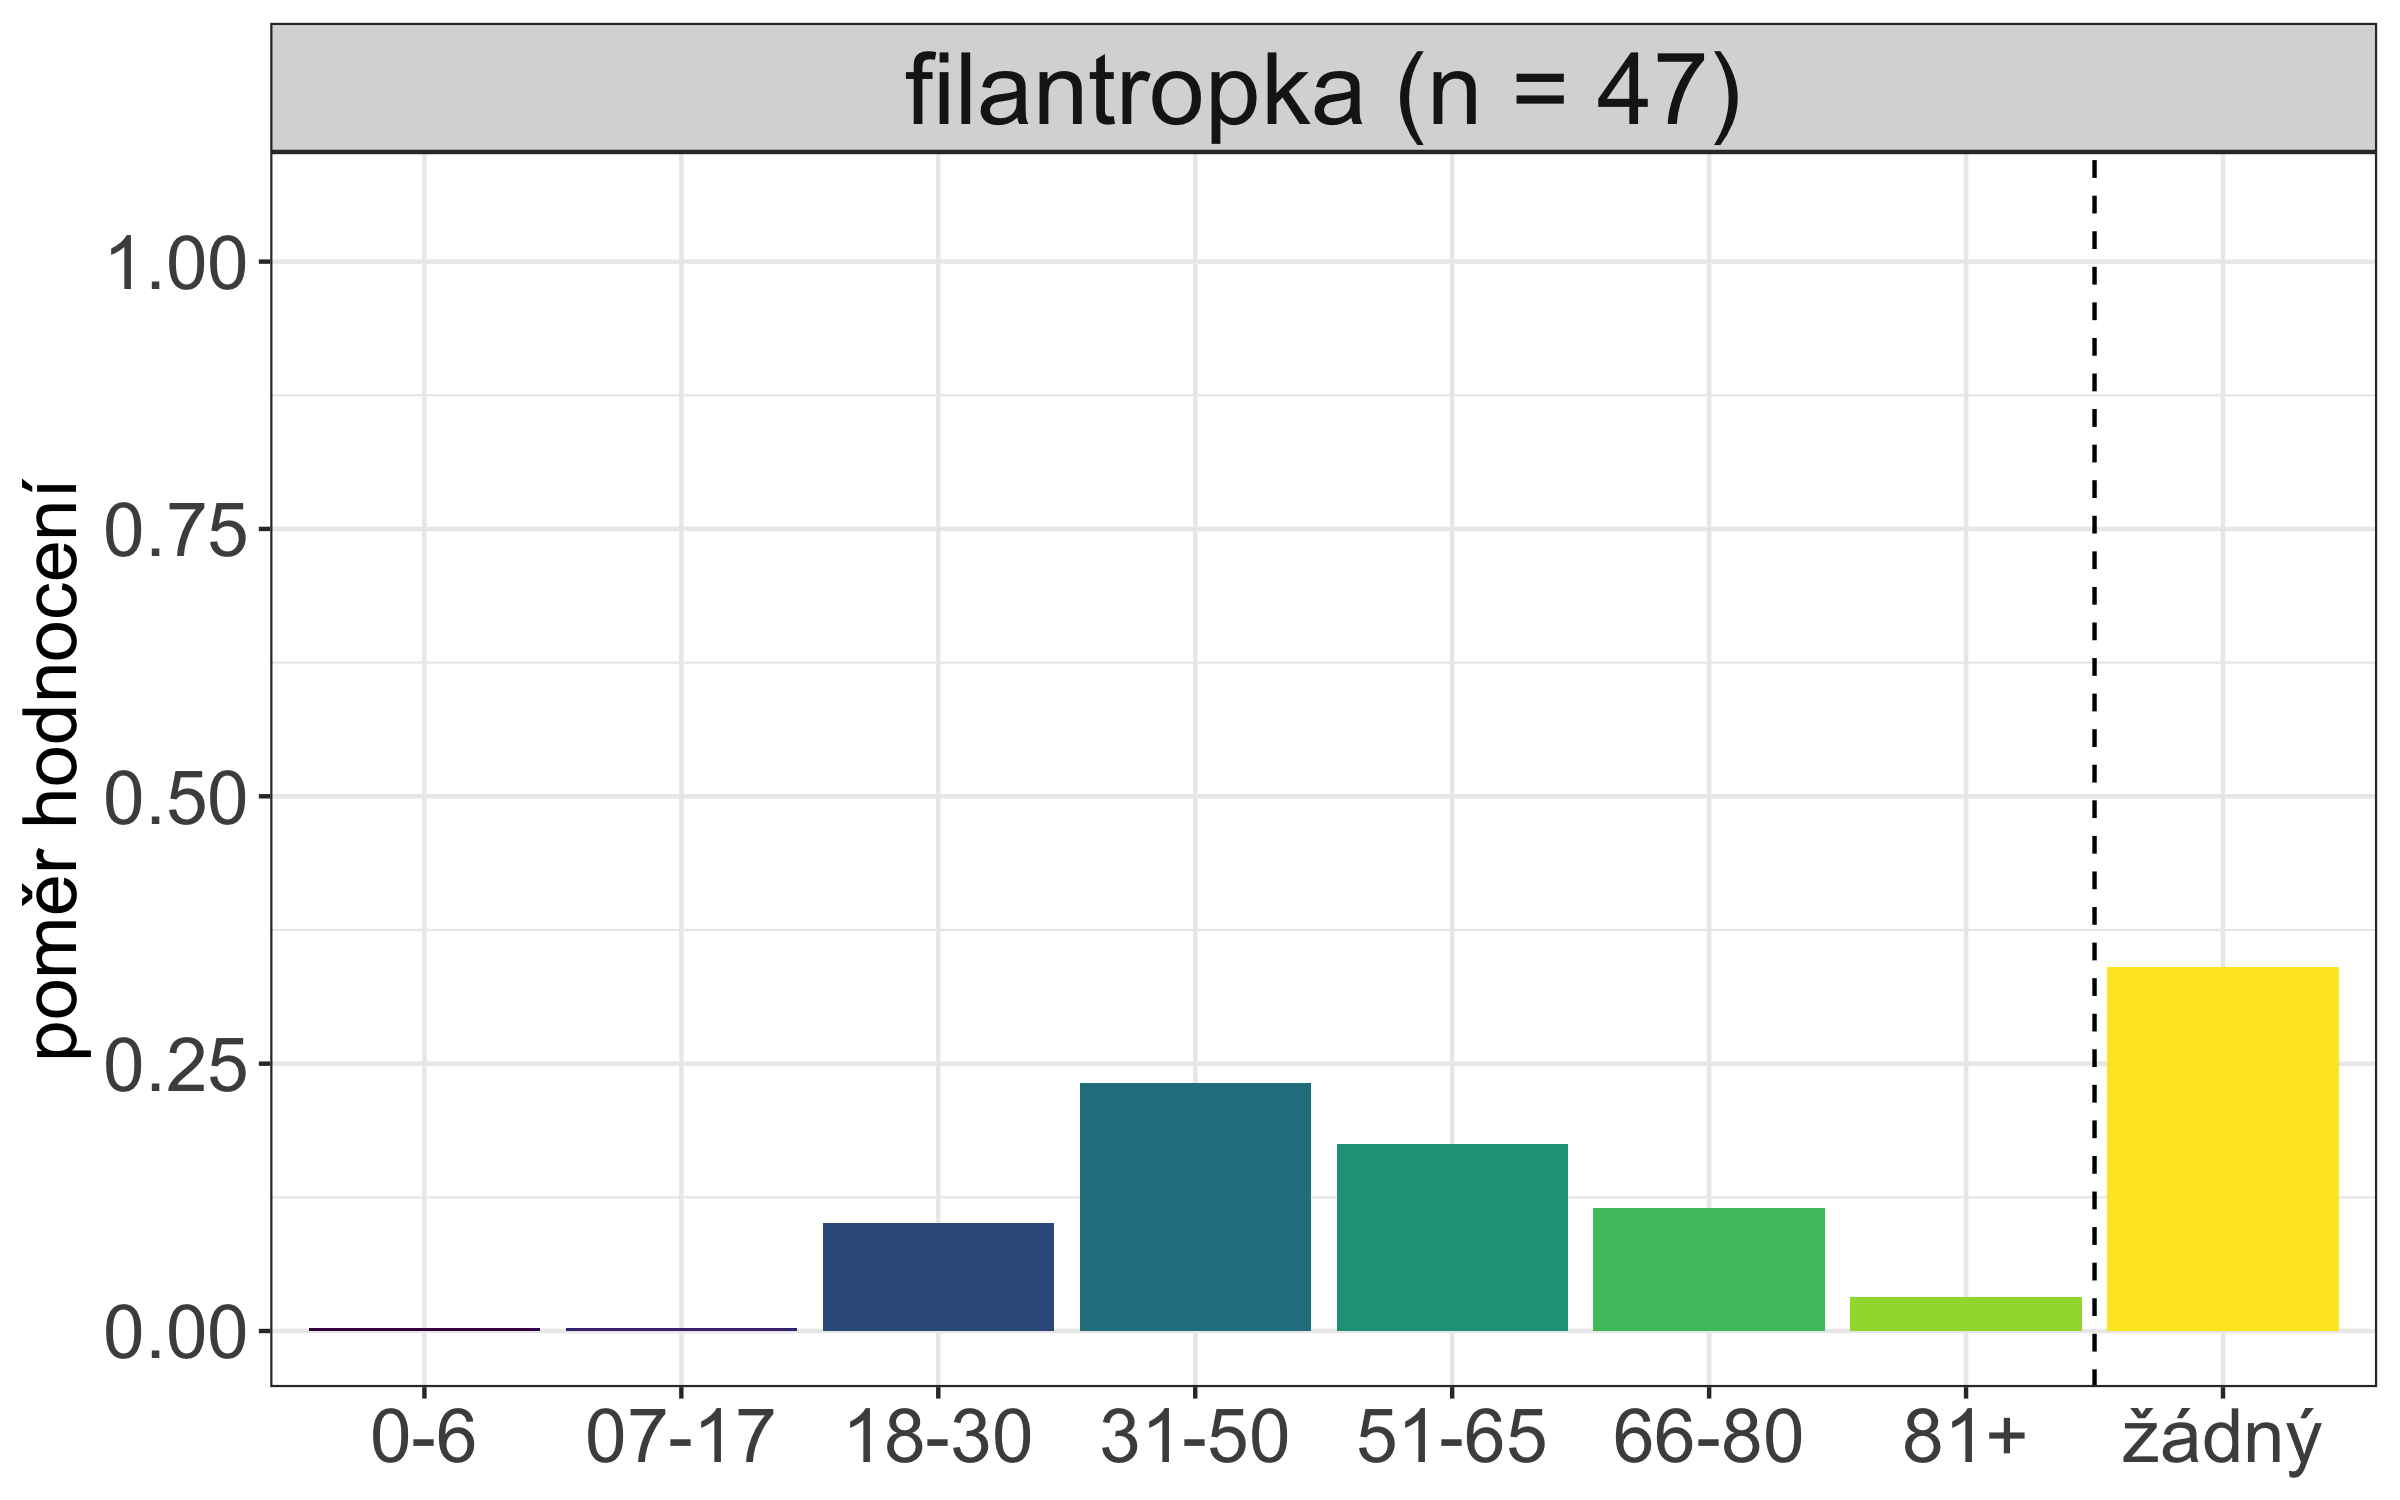 filantropka (n = 47)
poměr hodnocení
1.00
0.75
0.50
0.25
0.00
0-6 07-17 18-30 31-50 51-65 66-80 81+ žádný